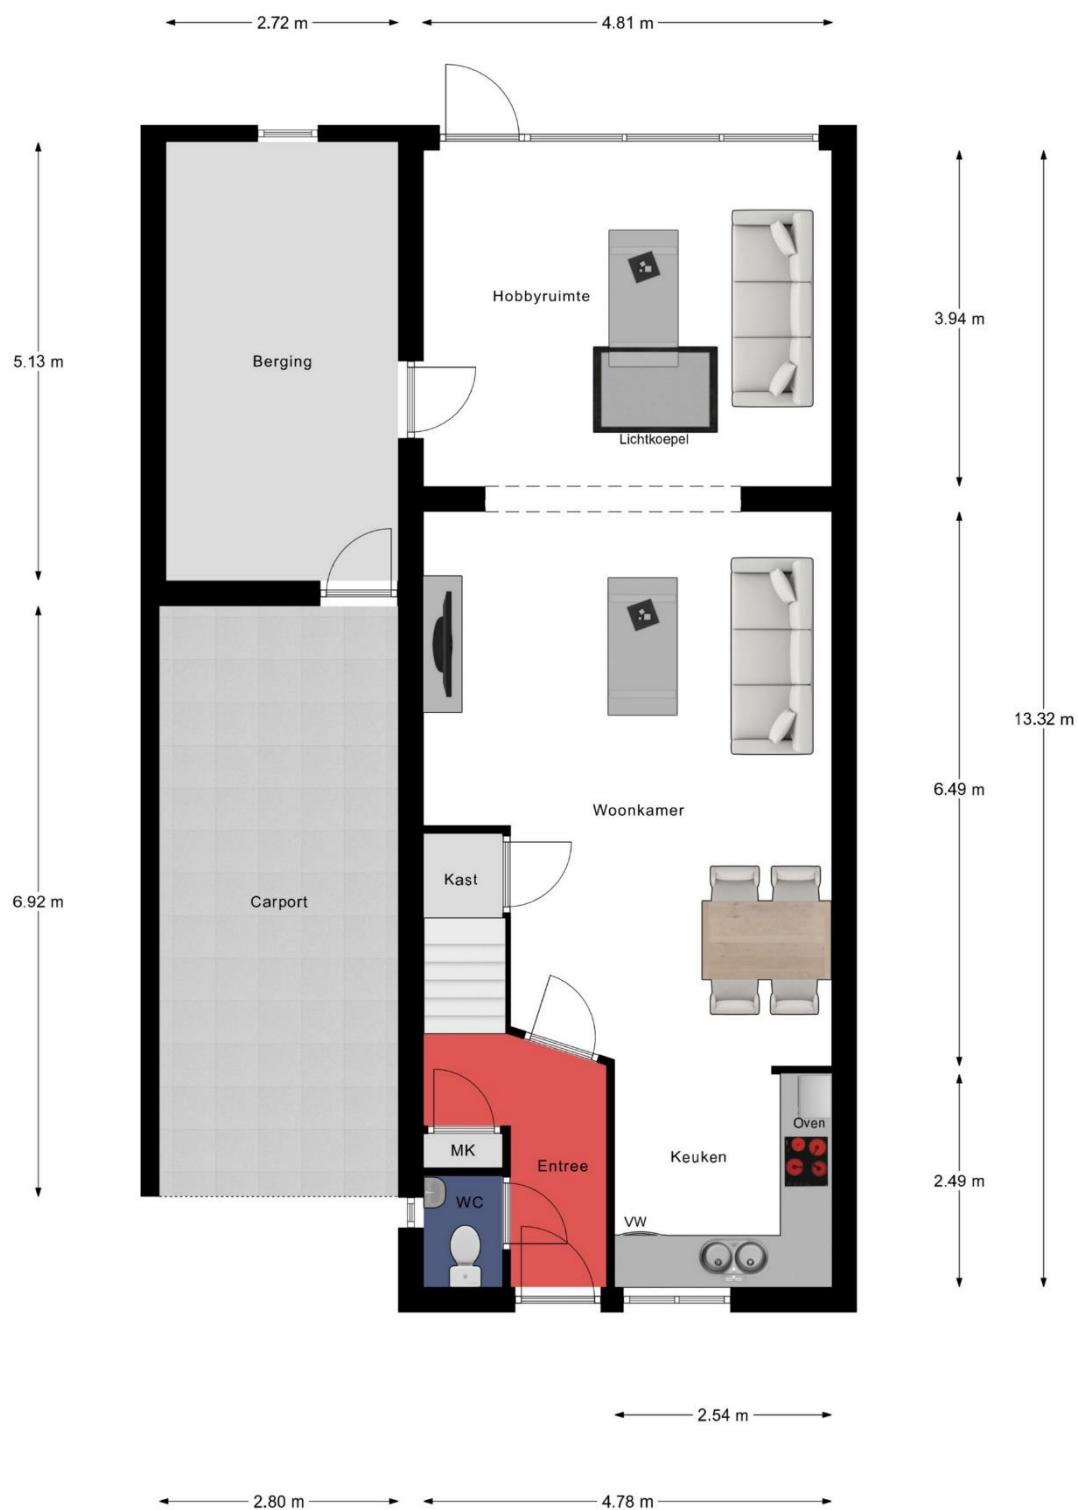 2.72 m
4.81 m
Hobbyruimte
3.94 m
5.13 m
Berging
Lichtkoepel
13.32 m
6.49 m
Woonkamer
Kast
6.92 m
Carport
Oven
MK
Keuken
Entree
2.49 m
WC
VW
2.54 m
2.80 m
4.78 m